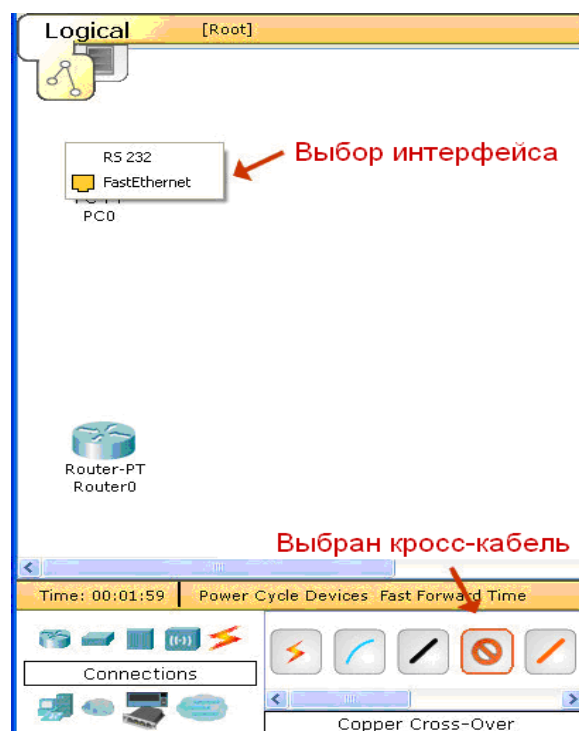 Logical [Root]
RS 232
Выбор интерфейса
FastEthernet
PC0
Router-PT
Router0
Выбран кросс-кабель
Time: 00:01:59 Power Cycle Devices Fast Forward Time
Connections
Copper Cross-Over